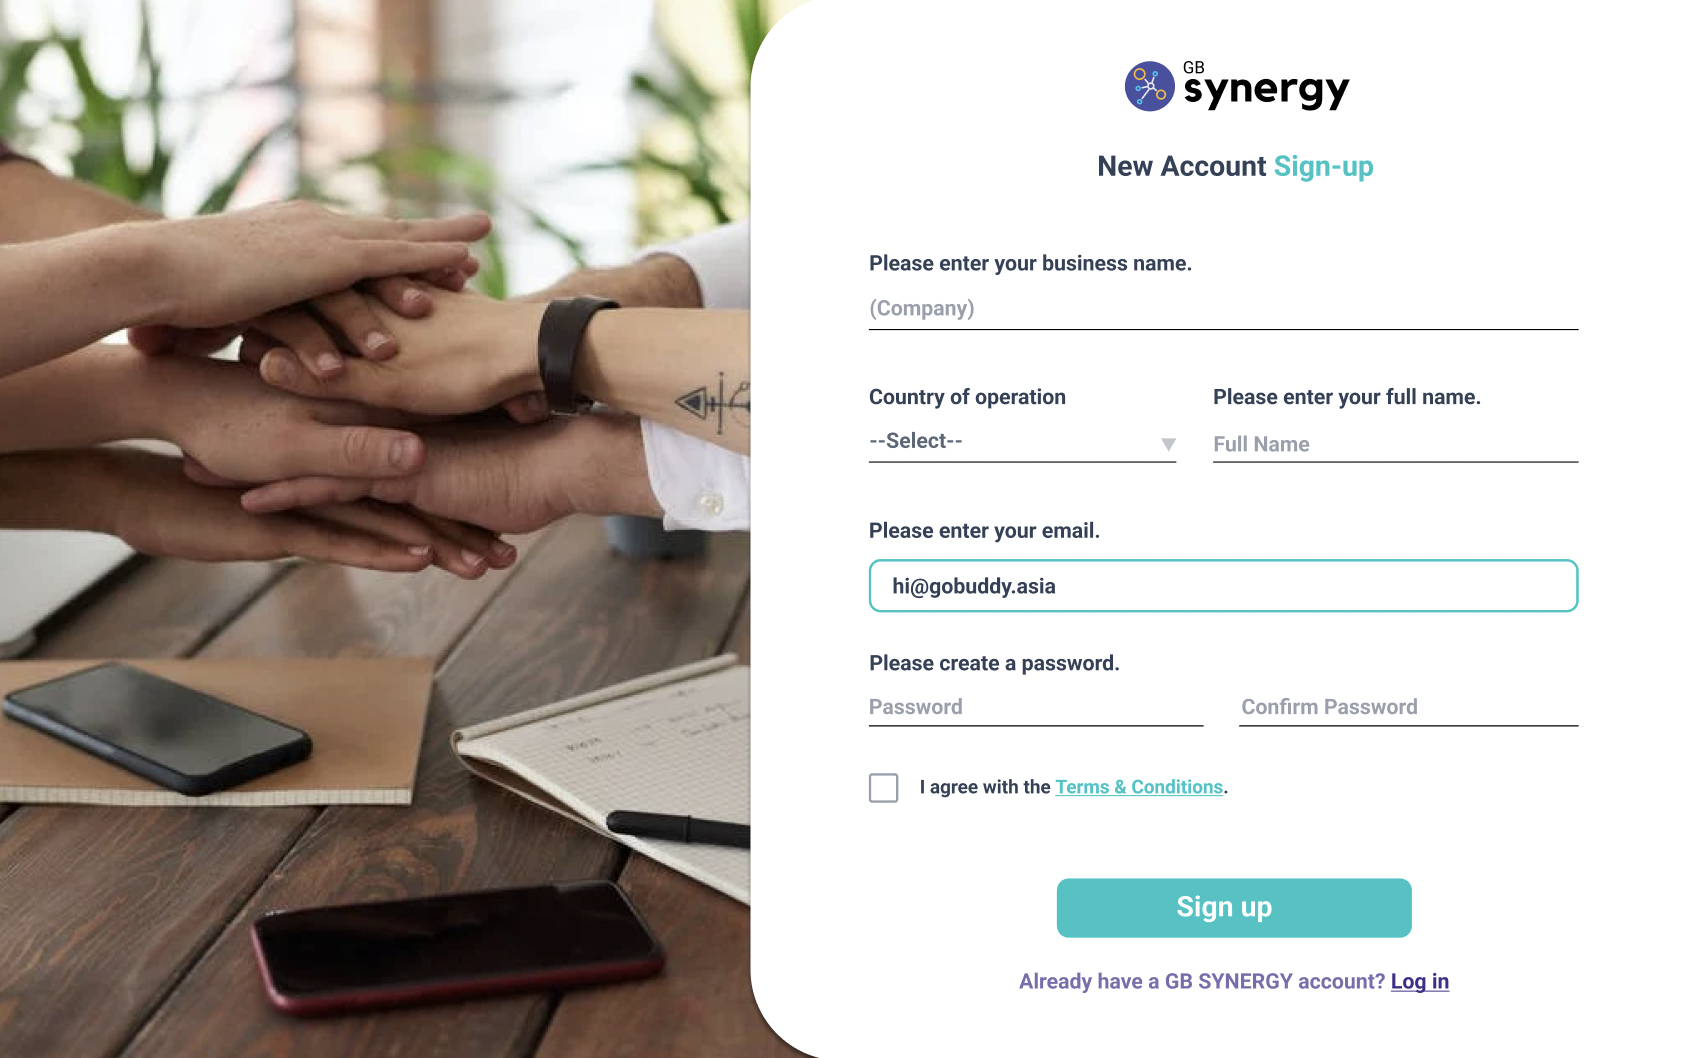 GB
synergy
New Account Sign-up
Please enter your business name.
(Company)
Country of operation
Please enter your full name.
--Select--
Full Name
Please enter your email.
hi@gobuddy.asia
Please create a password.
Password
Confirm Password
I agree with the Terms & Conditions.
Sign up
Already have a GB SYNERGY account? Log in